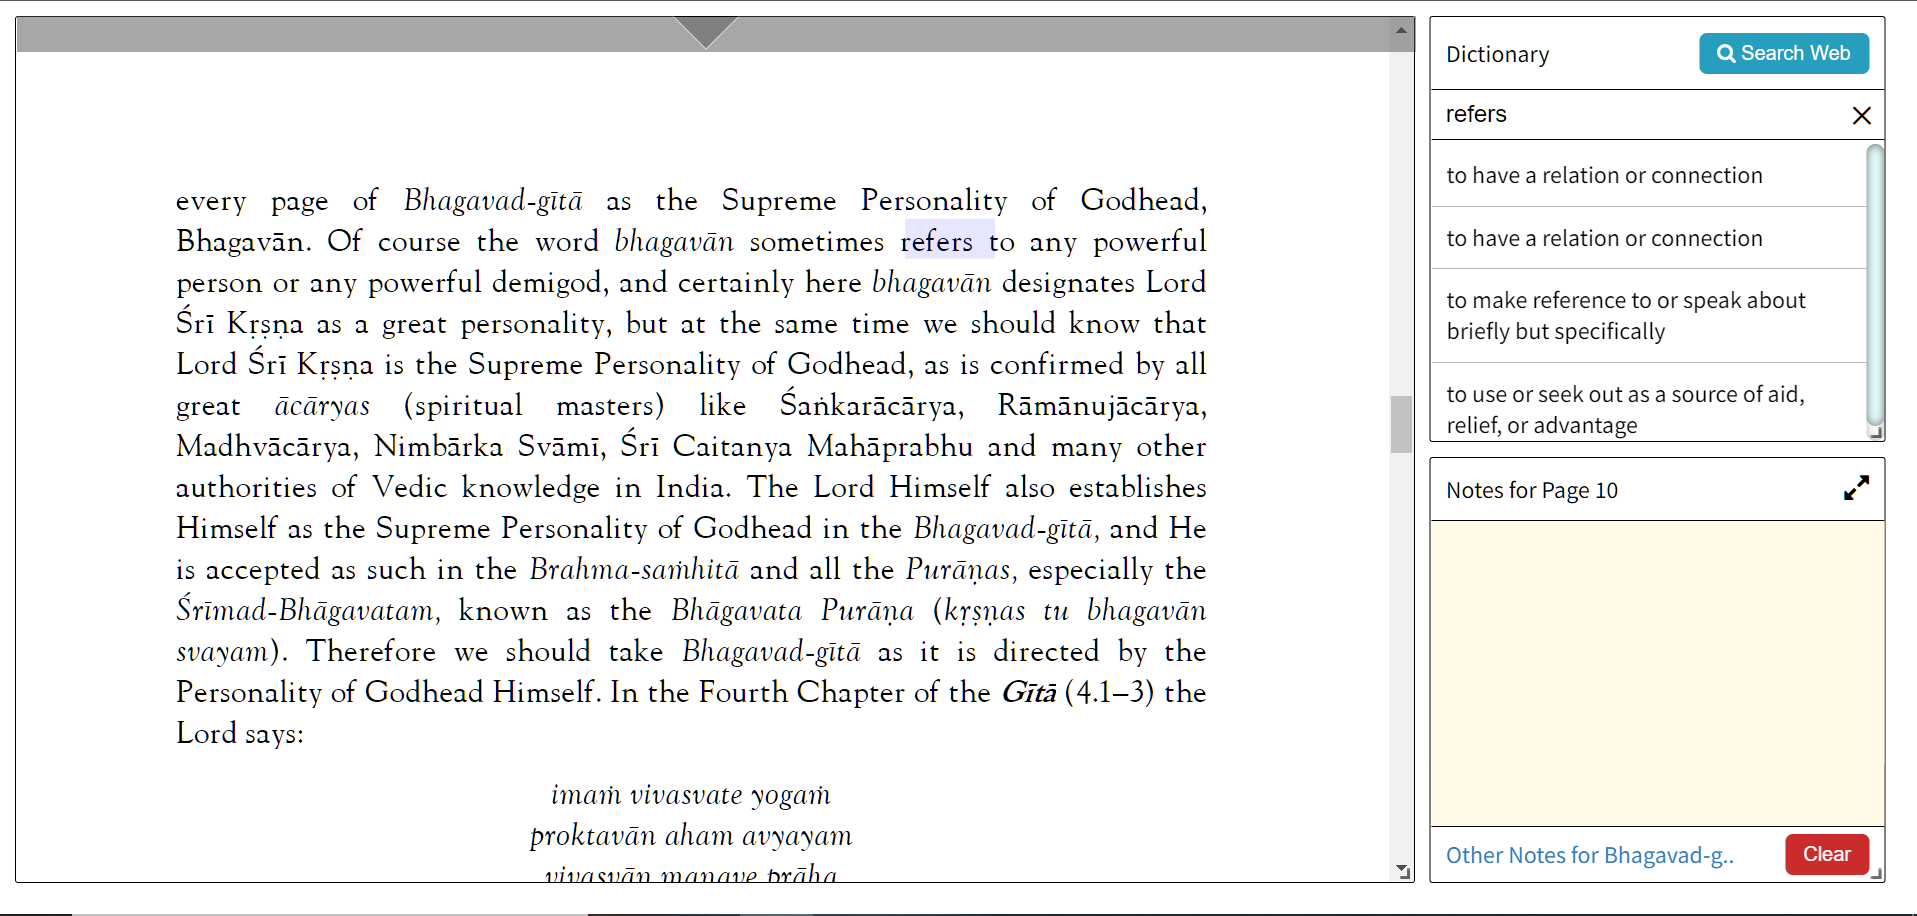 every page of Bhagavad-gītā as the Supreme Personality of Godhead,
Bhagavān. Of course the word bhagavān sometimes refers to any powerful
person or any powerful demigod, and certainly here bhagavān designates Lord
Śrī Kṛṣṇa as a great personality, but at the same time we should know that
Lord Śrī Kṛṣṇa is the Supreme Personality of Godhead, as is confirmed by all
great ācāryas (spiritual masters) like Śaṅkarācārya, Rāmānujācārya,
Madhvācārya, Nimbārka Svāmī, Śrī Caitanya Mahāprabhu and many other
authorities of Vedic knowledge in India. The Lord Himself also establishes
Himself as the Supreme Personality of Godhead in the Bhagavad-gītā, and He
is accepted as such in the Brahma-saṁhitā and all the Purāṇas, especially the
Śrīmad-Bhāgavatam, known as the Bhāgavata Purāṇa (kṛṣṇas tu bhagavān
svayam). Therefore we should take Bhagavad-gītā as it is directed by the
Personality of Godhead Himself. In the Fourth Chapter of the Gītā (4.1–3) the
Lord says:
imaṁ vivasvate yogaṁ
proktavān aham avyayam
vivasvān manave prāha
Dictionary
Search Web
refers
to have a relation or connection
to have a relation or connection
to make reference to or speak about
briefly but specifically
to use or seek out as a source of aid,
relief, or advantage
Notes for Page 10
Other Notes for Bhagavad-g..
Clear